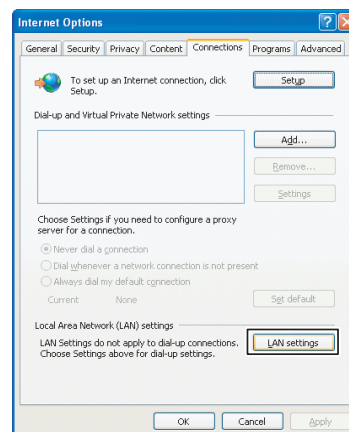 Internet Options
General Security Privacy Content Connections Programs Advanced
To set up an Internet connection, click
Setup.
Setup
Dial-up and Virtual Private Network settings
Add...
Remove...
Settings
Choose Settings if you need to configure a proxy
server for a connection.
Never dial a connection
Dial whenever a network connection is not present
Always dial my default connection
Current None
Set default
Local Area Network (LAN) settings
LAN Settings do not apply to dial-up connections.
Choose Settings above for dial-up settings.
LAN settings
OK Cancel Apply